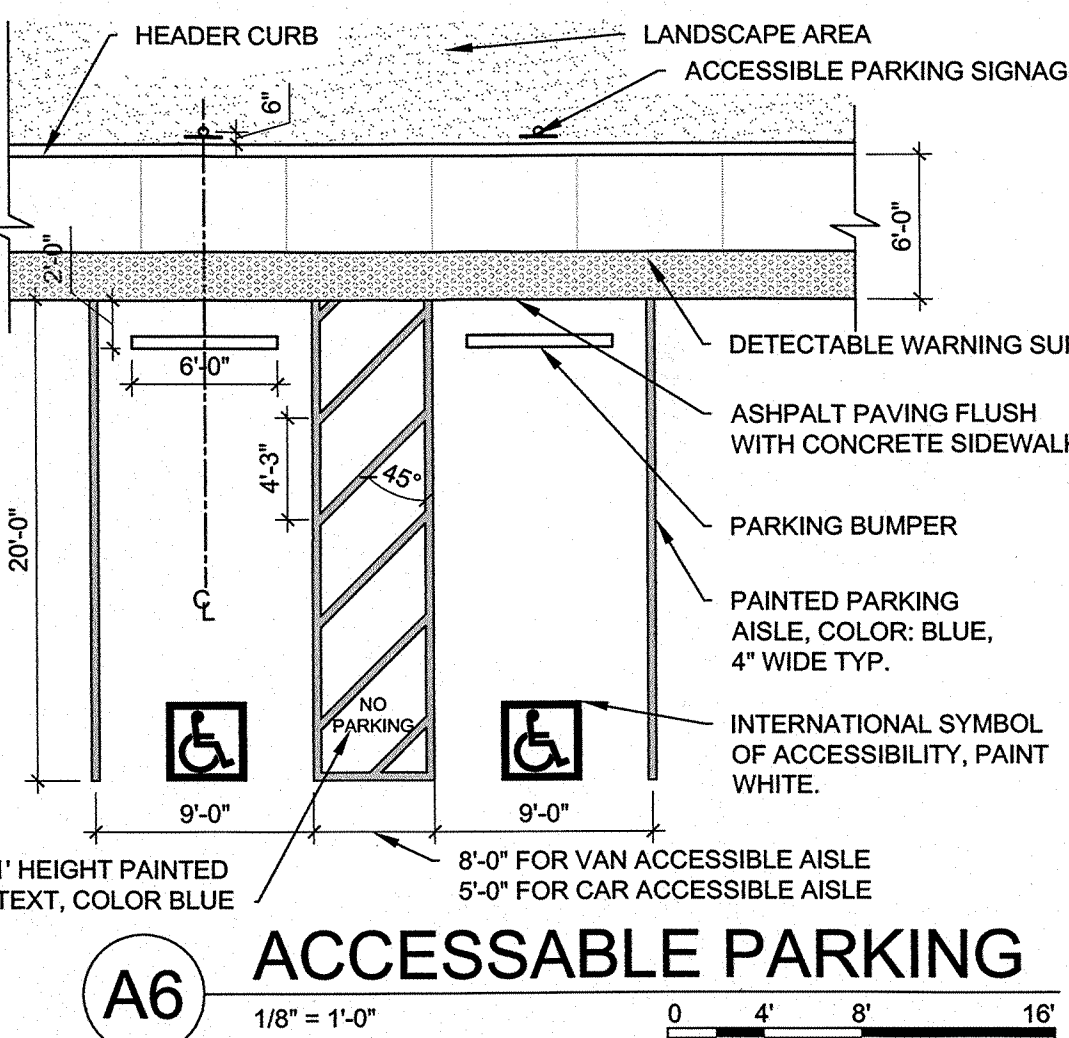 HEADER CURB
LANDSCAPE AREA
ACCESSIBLE PARKING SIGNAG
6"
2'-0"
6'-0"
6'-0"
DETECTABLE WARNING
ASHPALT PAVING FLUSH
WITH CONCRETE SIDEWALK
4'-3"
45°
20'-0"
PARKING BUMPER
℄
PAINTED PARKING
AISLE, COLOR: BLUE,
4" WIDE TYP.
NO
PARKING
INTERNATIONAL SYMBOL
OF ACCESSIBILITY, PAINT
WHITE.
9'-0"
9'-0"
1' HEIGHT PAINTED
TEXT, COLOR BLUE
8'-0" FOR VAN ACCESSIBLE AISLE
5'-0" FOR CAR ACCESSIBLE AISLE
A6
ACCESSABLE PARKING
1/8" = 1'-0"
0 4' 8' 16'